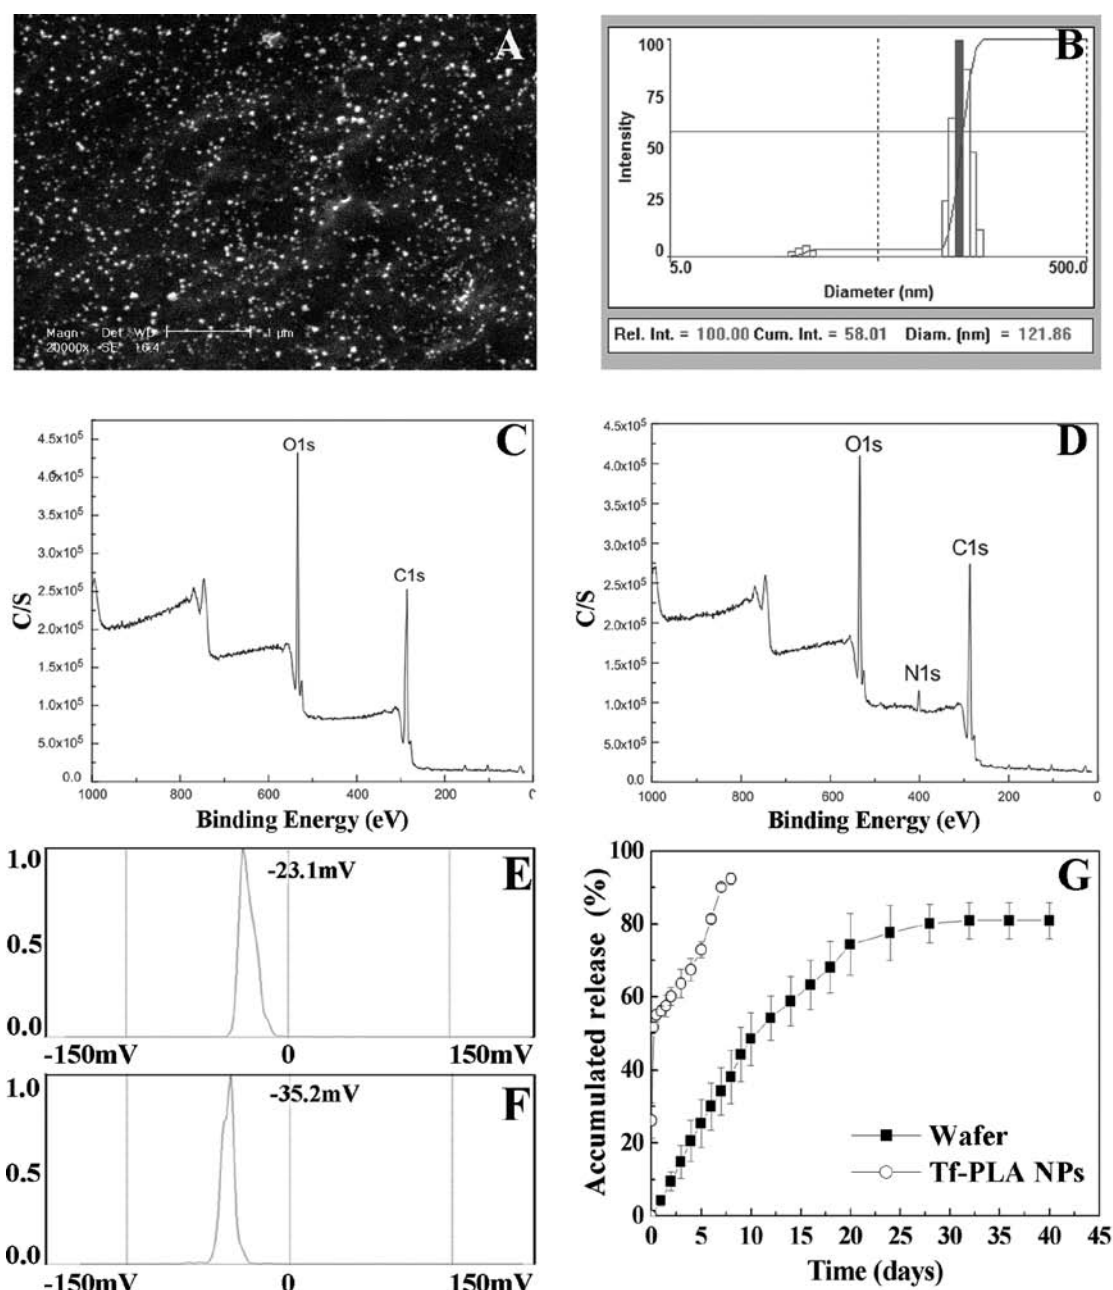 A
Magn Det WD 1 µm
20000x SE 16.4
B
100
75
50
25
0
Intensity
5.0 500.0
Diameter (nm)
Rel. Int. = 100.00 Cum. Int. = 58.01 Diam. (nm) = 121.86
C
4.5x10⁵
4.0x10⁵
3.5x10⁵
3.0x10⁵
2.5x10⁵
2.0x10⁵
1.5x10⁵
1.0x10⁵
5.0x10⁴
0.0
C/S
O1s
C1s
1000 800 600 400 200 0
Binding Energy (eV)
D
4.5x10⁵
4.0x10⁵
3.5x10⁵
3.0x10⁵
2.5x10⁵
2.0x10⁵
1.5x10⁵
1.0x10⁵
5.0x10⁴
0.0
C/S
O1s
N1s
C1s
1000 800 600 400 200 0
Binding Energy (eV)
E
1.0
0.5
0.0
-23.1mV
-150mV 0 150mV
F
1.0
0.5
0.0
-35.2mV
-150mV 0 150mV
G
100
80
60
40
20
0
Accumulated release (%)
Wafer
Tf-PLA NPs
0 5 10 15 20 25 30 35 40 45
Time (days)